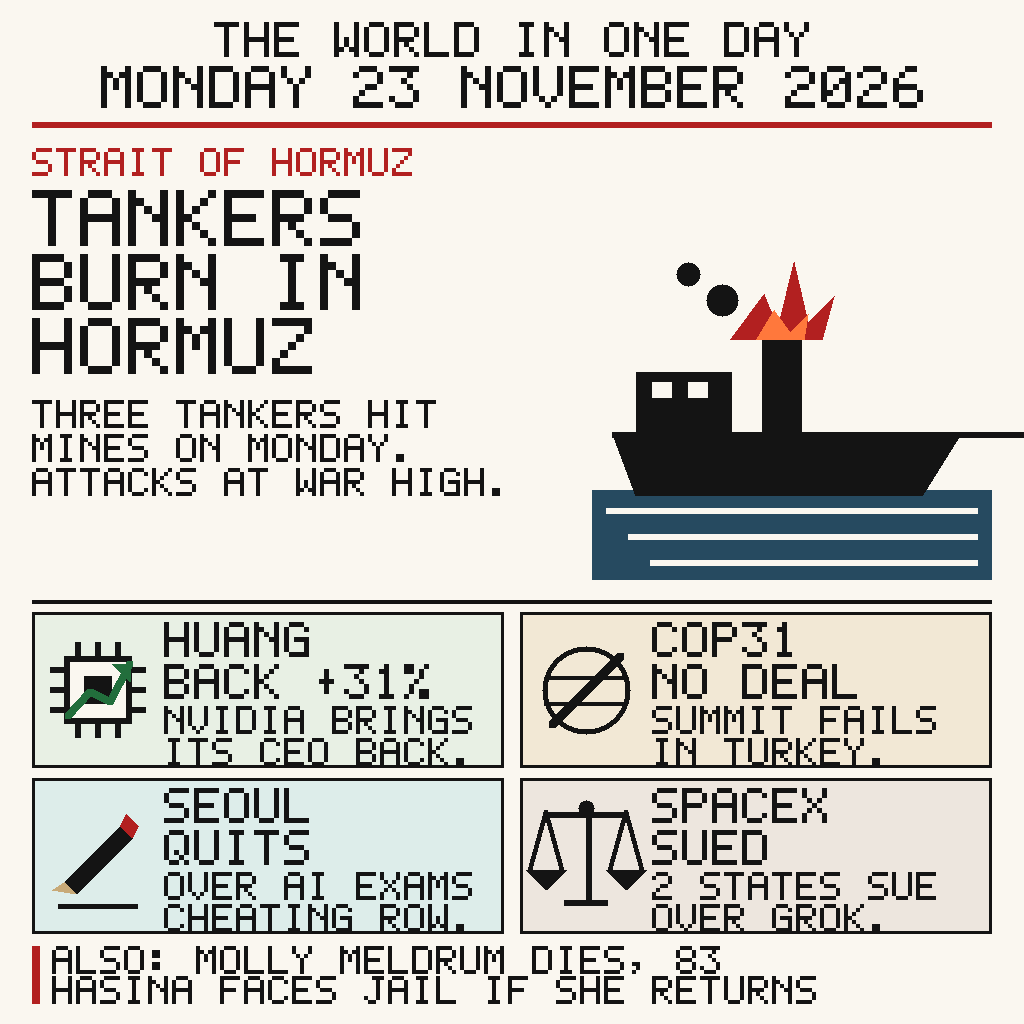 THE WORLD IN ONE DAY
MONDAY 23 NOVEMBER 2026
STRAIT OF HORMUZ
TANKERS
BURN IN
HORMUZ
THREE TANKERS HIT
MINES ON MONDAY.
ATTACKS AT WAR HIGH.
HUANG
BACK +31%
NVIDIA BRINGS
ITS CEO BACK.
COP31
NO DEAL
SUMMIT FAILS
IN TURKEY.
SEOUL
QUITS
OVER AI EXAMS
CHEATING ROW.
SPACEX
SUED
2 STATES SUE
OVER GROK.
ALSO: MOLLY MELDRUM DIES, 83
HASINA FACES JAIL IF SHE RETURNS